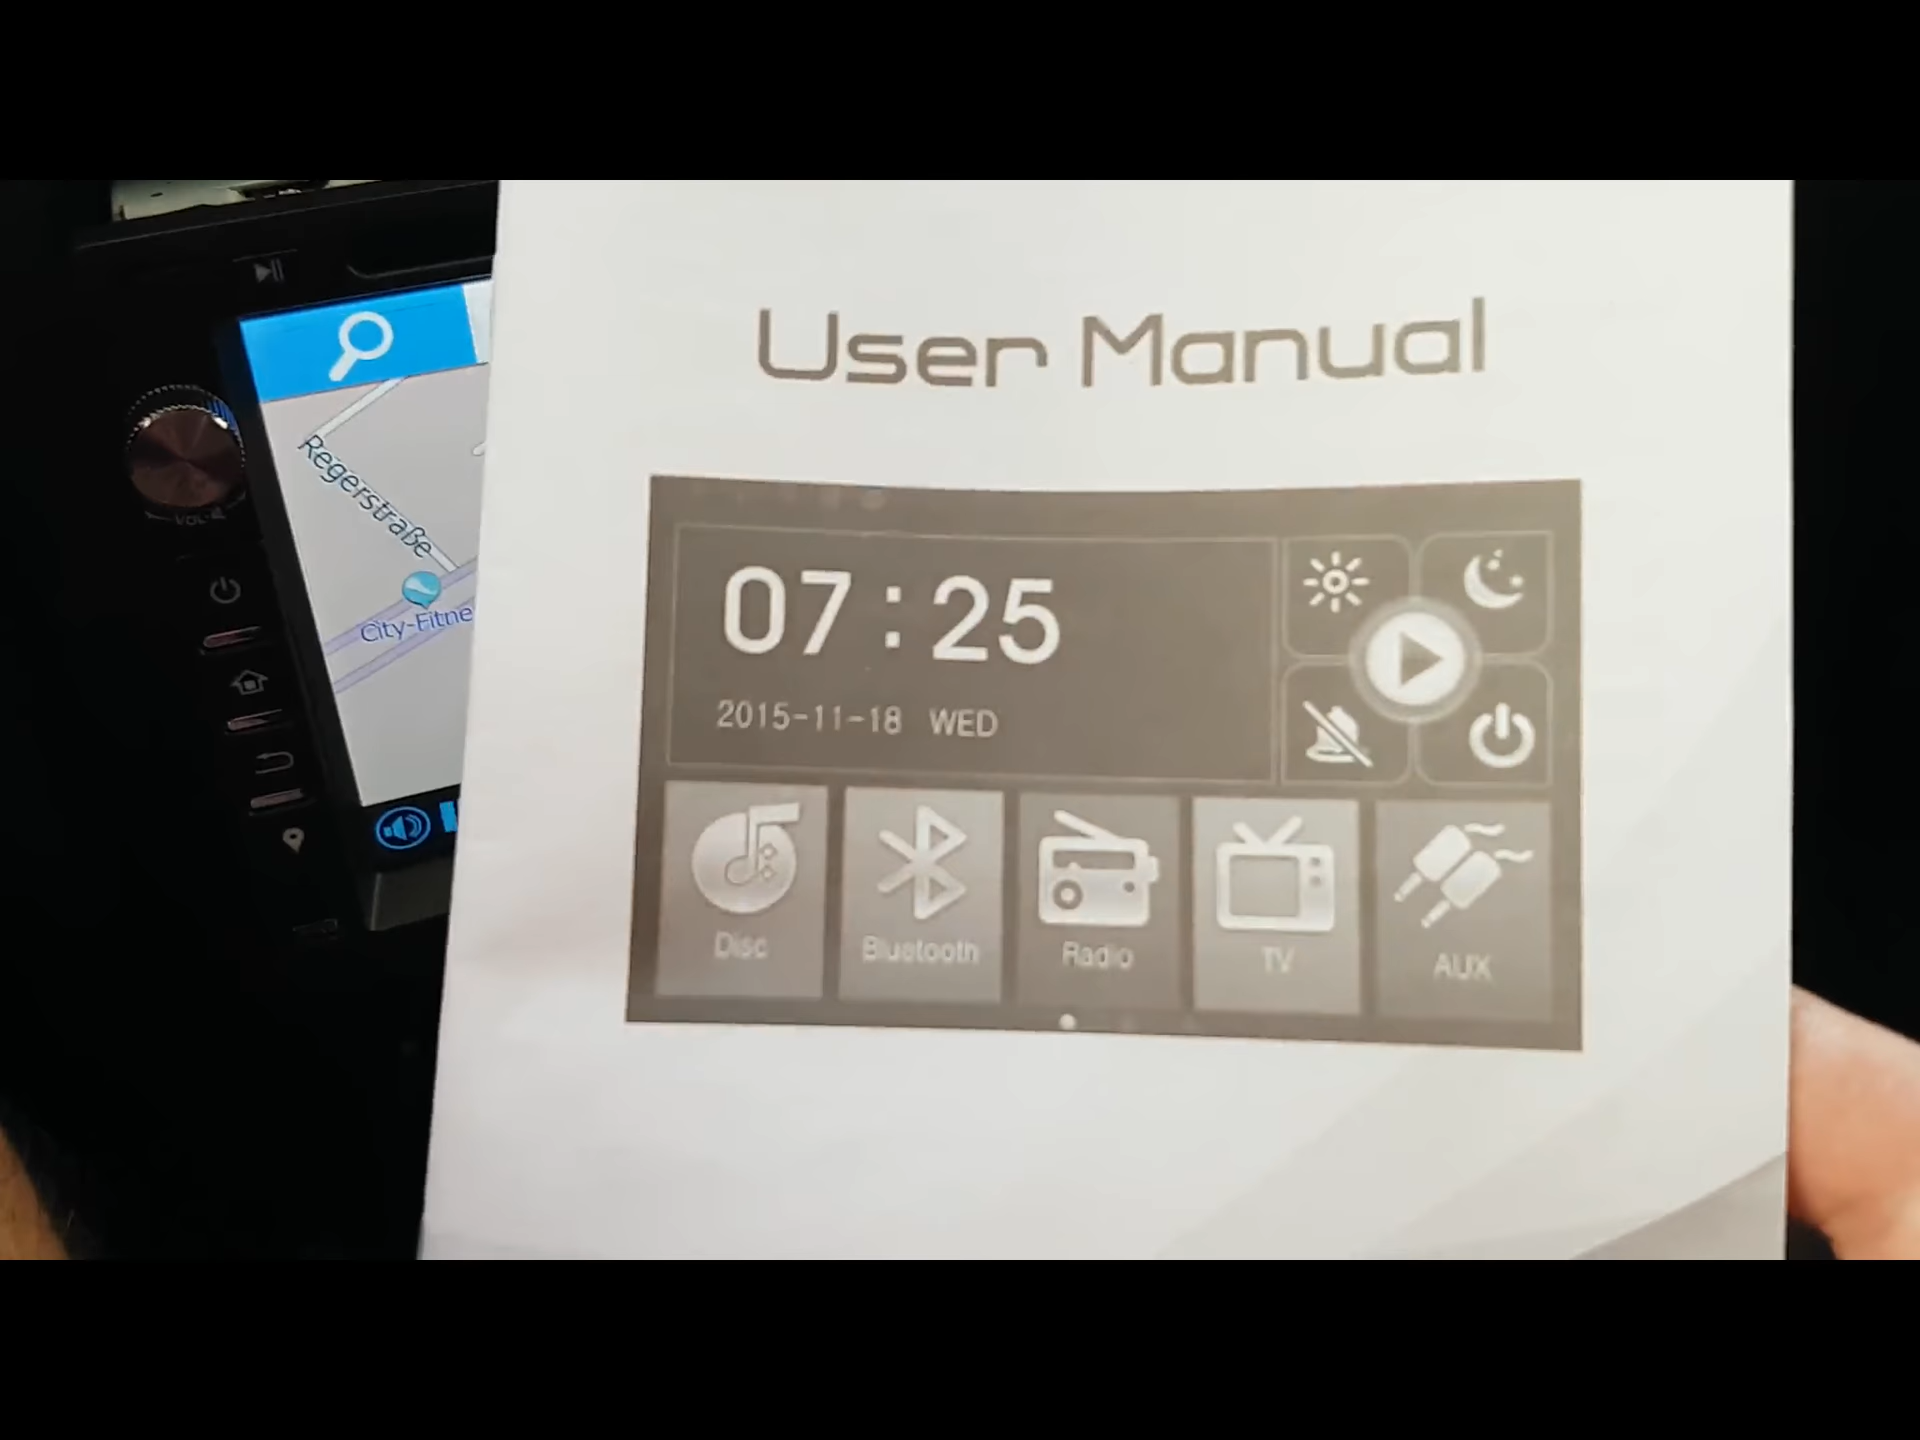 User Manual
07:25
2015-11-18 WED
Disc
Bluetooth
Radio
TV
AUX
Regerstraße
City-Fitne